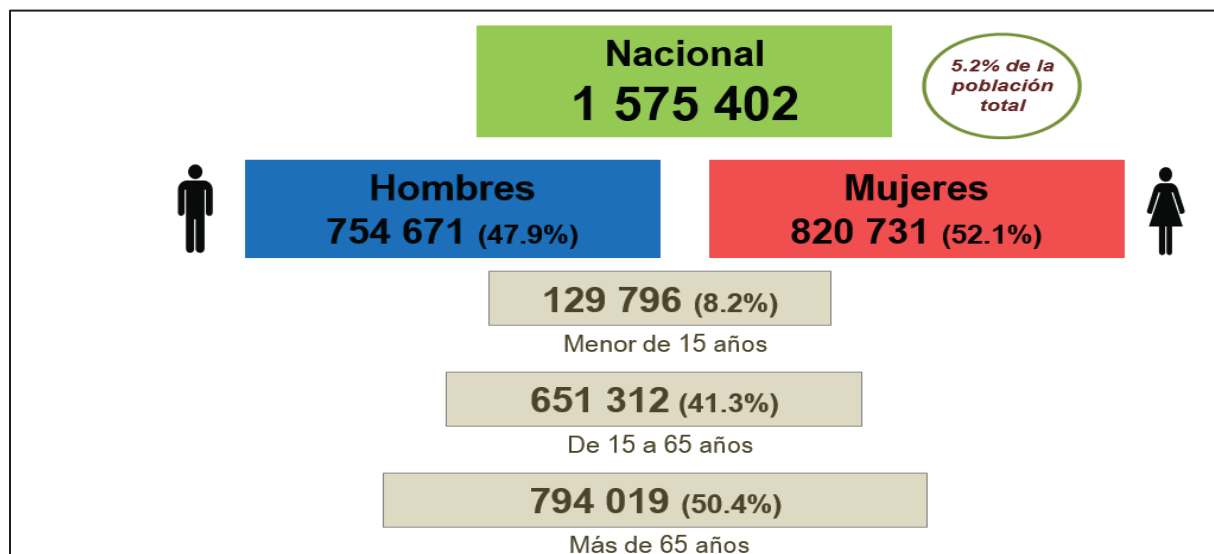 Nacional
1 575 402
5.2% de la
población
total
Hombres
754 671 (47.9%)
Mujeres
820 731 (52.1%)
129 796 (8.2%)
Menor de 15 años
651 312 (41.3%)
De 15 a 65 años
794 019 (50.4%)
Más de 65 años